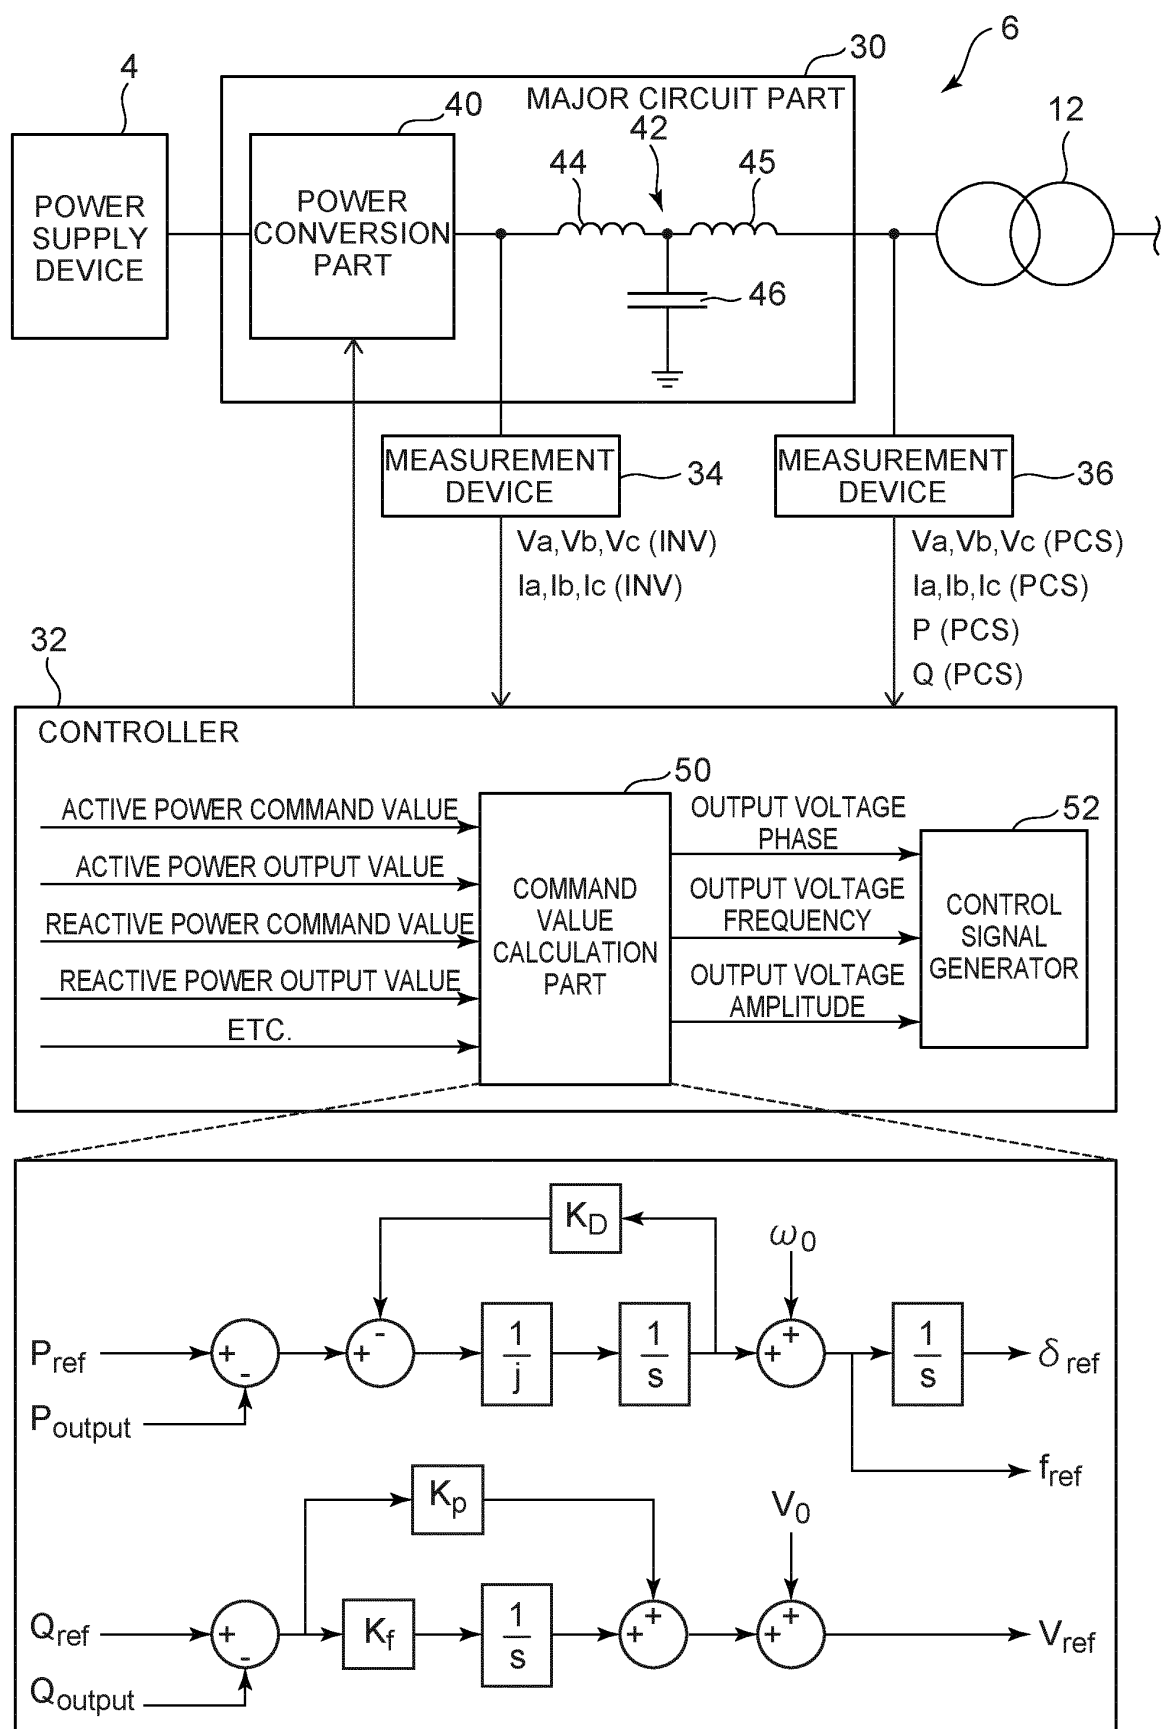 6
30
MAJOR CIRCUIT PART
4
40
42
12
44
45
POWER
SUPPLY
DEVICE
POWER
CONVERSION
PART
46
MEASUREMENT
DEVICE
34
MEASUREMENT
DEVICE
36
Va,Vb,Vc (INV)
Ia,Ib,Ic (INV)
Va,Vb,Vc (PCS)
Ia,Ib,Ic (PCS)
P (PCS)
Q (PCS)
32
CONTROLLER
50
52
ACTIVE POWER COMMAND VALUE
ACTIVE POWER OUTPUT VALUE
REACTIVE POWER COMMAND VALUE
REACTIVE POWER OUTPUT VALUE
ETC.
COMMAND
VALUE
CALCULATION
PART
OUTPUT VOLTAGE
PHASE
OUTPUT VOLTAGE
FREQUENCY
OUTPUT VOLTAGE
AMPLITUDE
CONTROL
SIGNAL
GENERATOR
K_D
ω_0
- +
P_ref + + 1/j 1/s + 1/s δ_ref
-
P_output
f_ref
K_p
V_0
+ +
Q_ref + K_f 1/s + + V_ref
-
Q_output